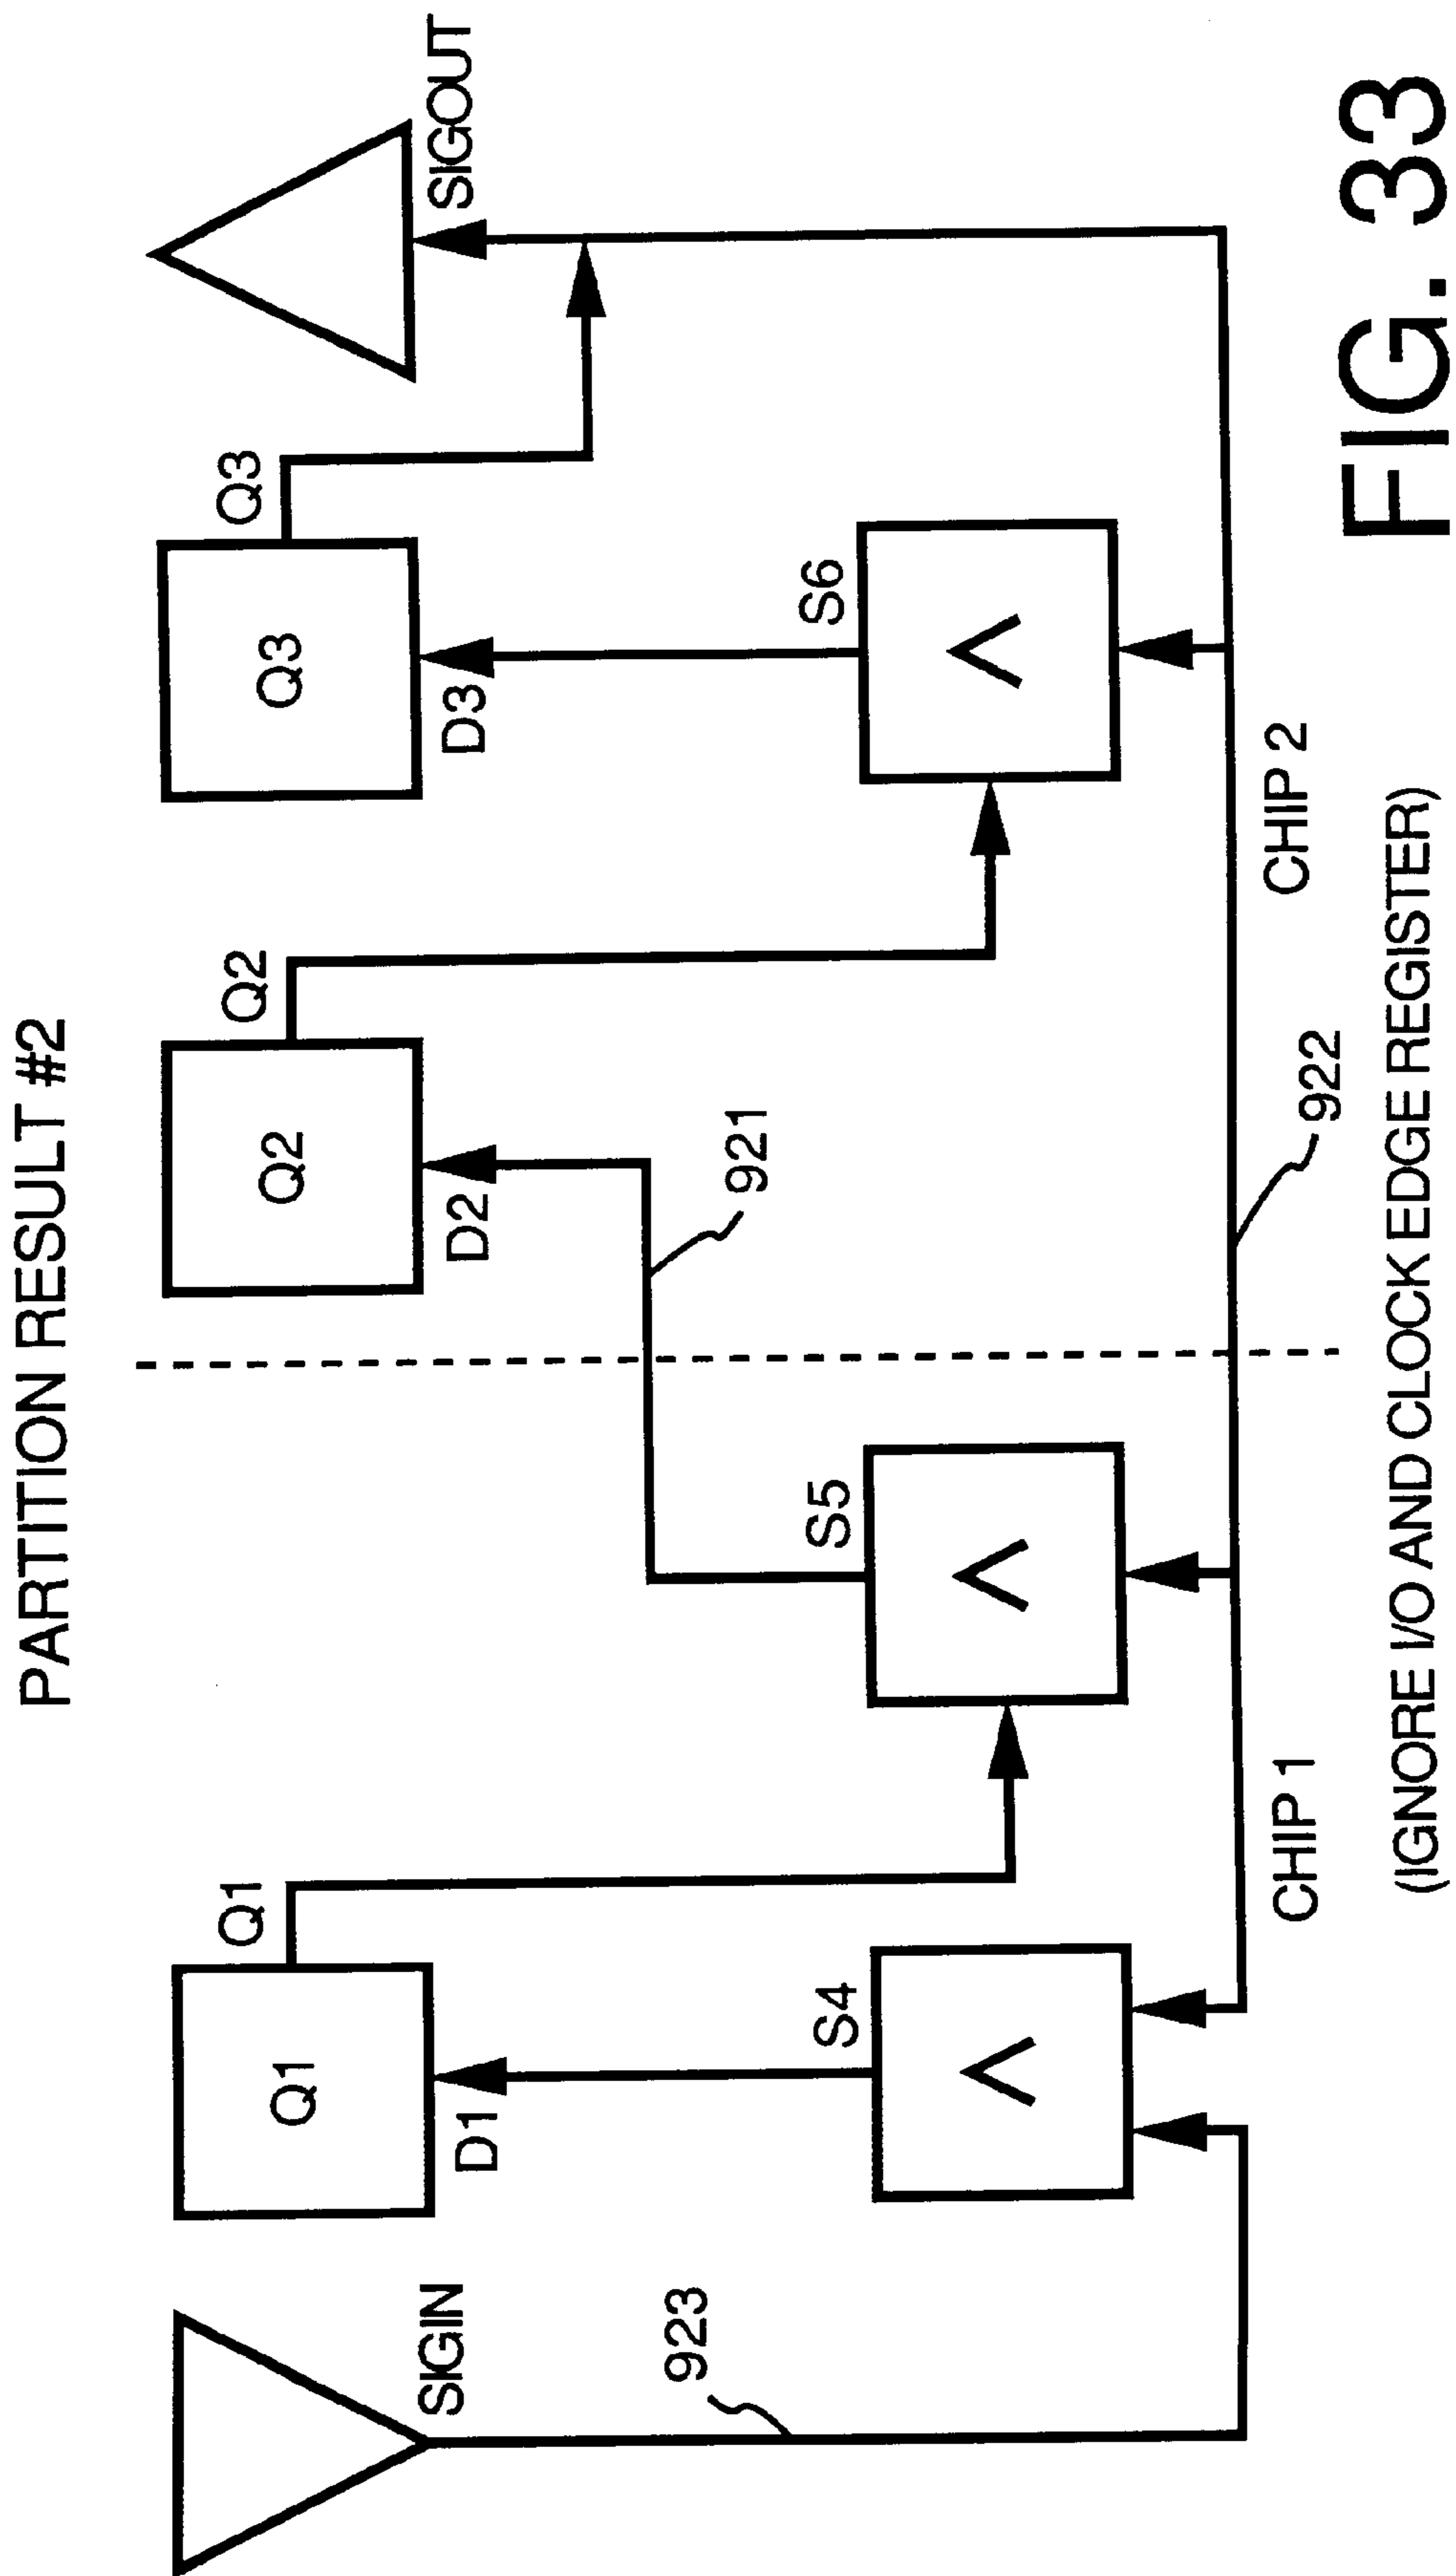 PARTITION RESULT #2
Q1
Q2
Q3
Q1
Q2
Q3
SIGIN
D1
D2
D3
SIGOUT
923
921
S4
S5
S6
∧
∧
∧
CHIP 1
922
CHIP 2
(IGNORE I/O AND CLOCK EDGE REGISTER)
FIG. 33